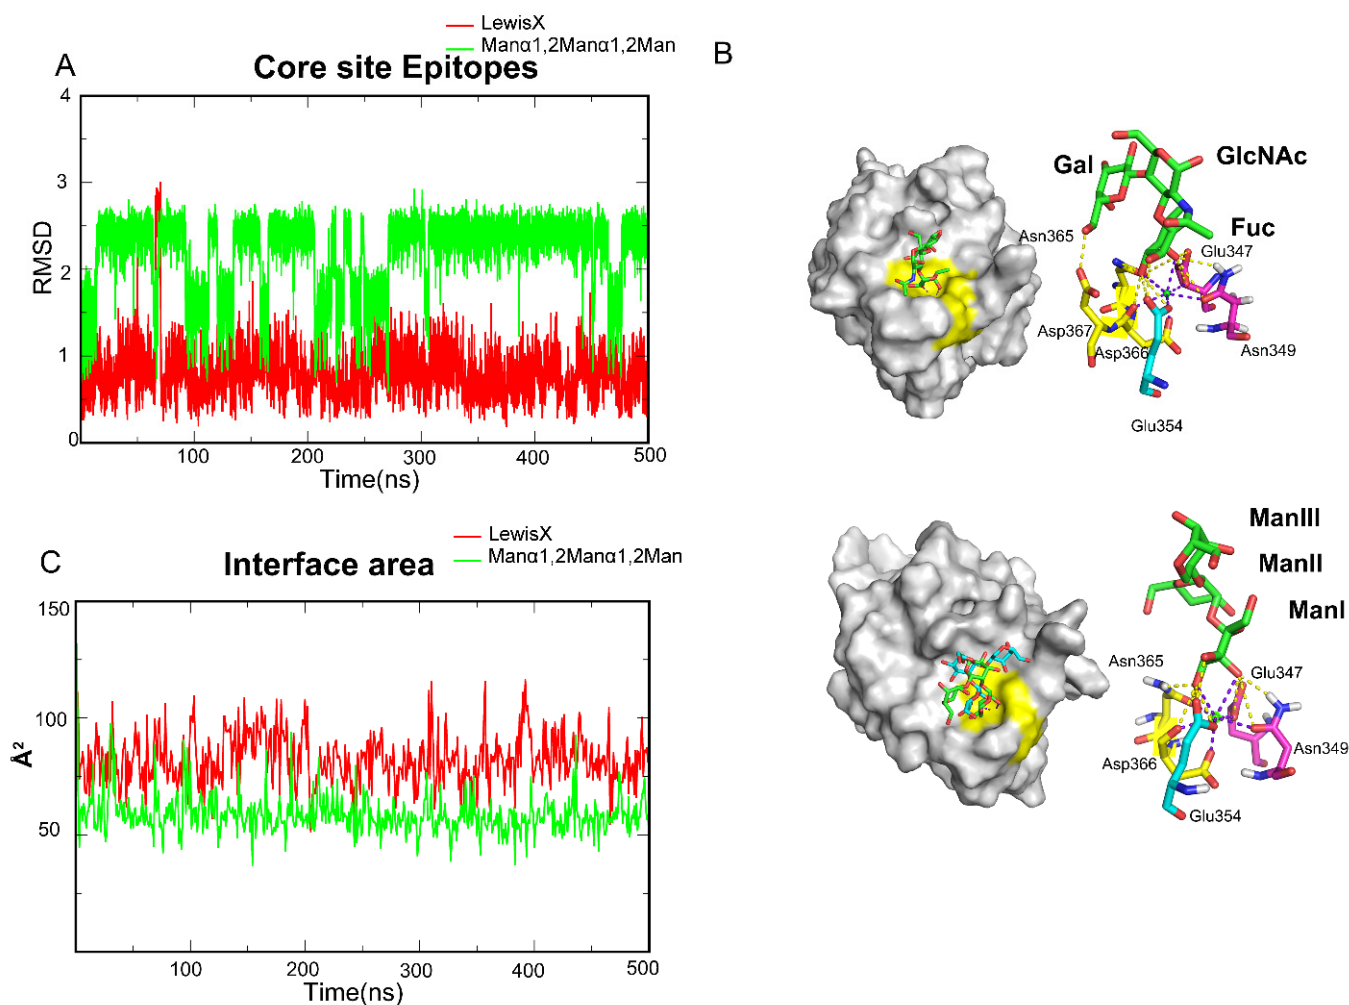 A
LewisX
Manα1,2Manα1,2Man
Core site Epitopes
RMSD
4
3
2
1
0
100
200
300
400
500
Time(ns)
B
Gal
GlcNAc
Fuc
Asn365
Glu347
Asp367
Asp366
Asn349
Glu354
C
LewisX
Manα1,2Manα1,2Man
Interface area
Å²
150
100
50
100
200
300
400
500
Time(ns)
ManIII
ManII
ManI
Asn365
Glu347
Asp366
Asn349
Glu354